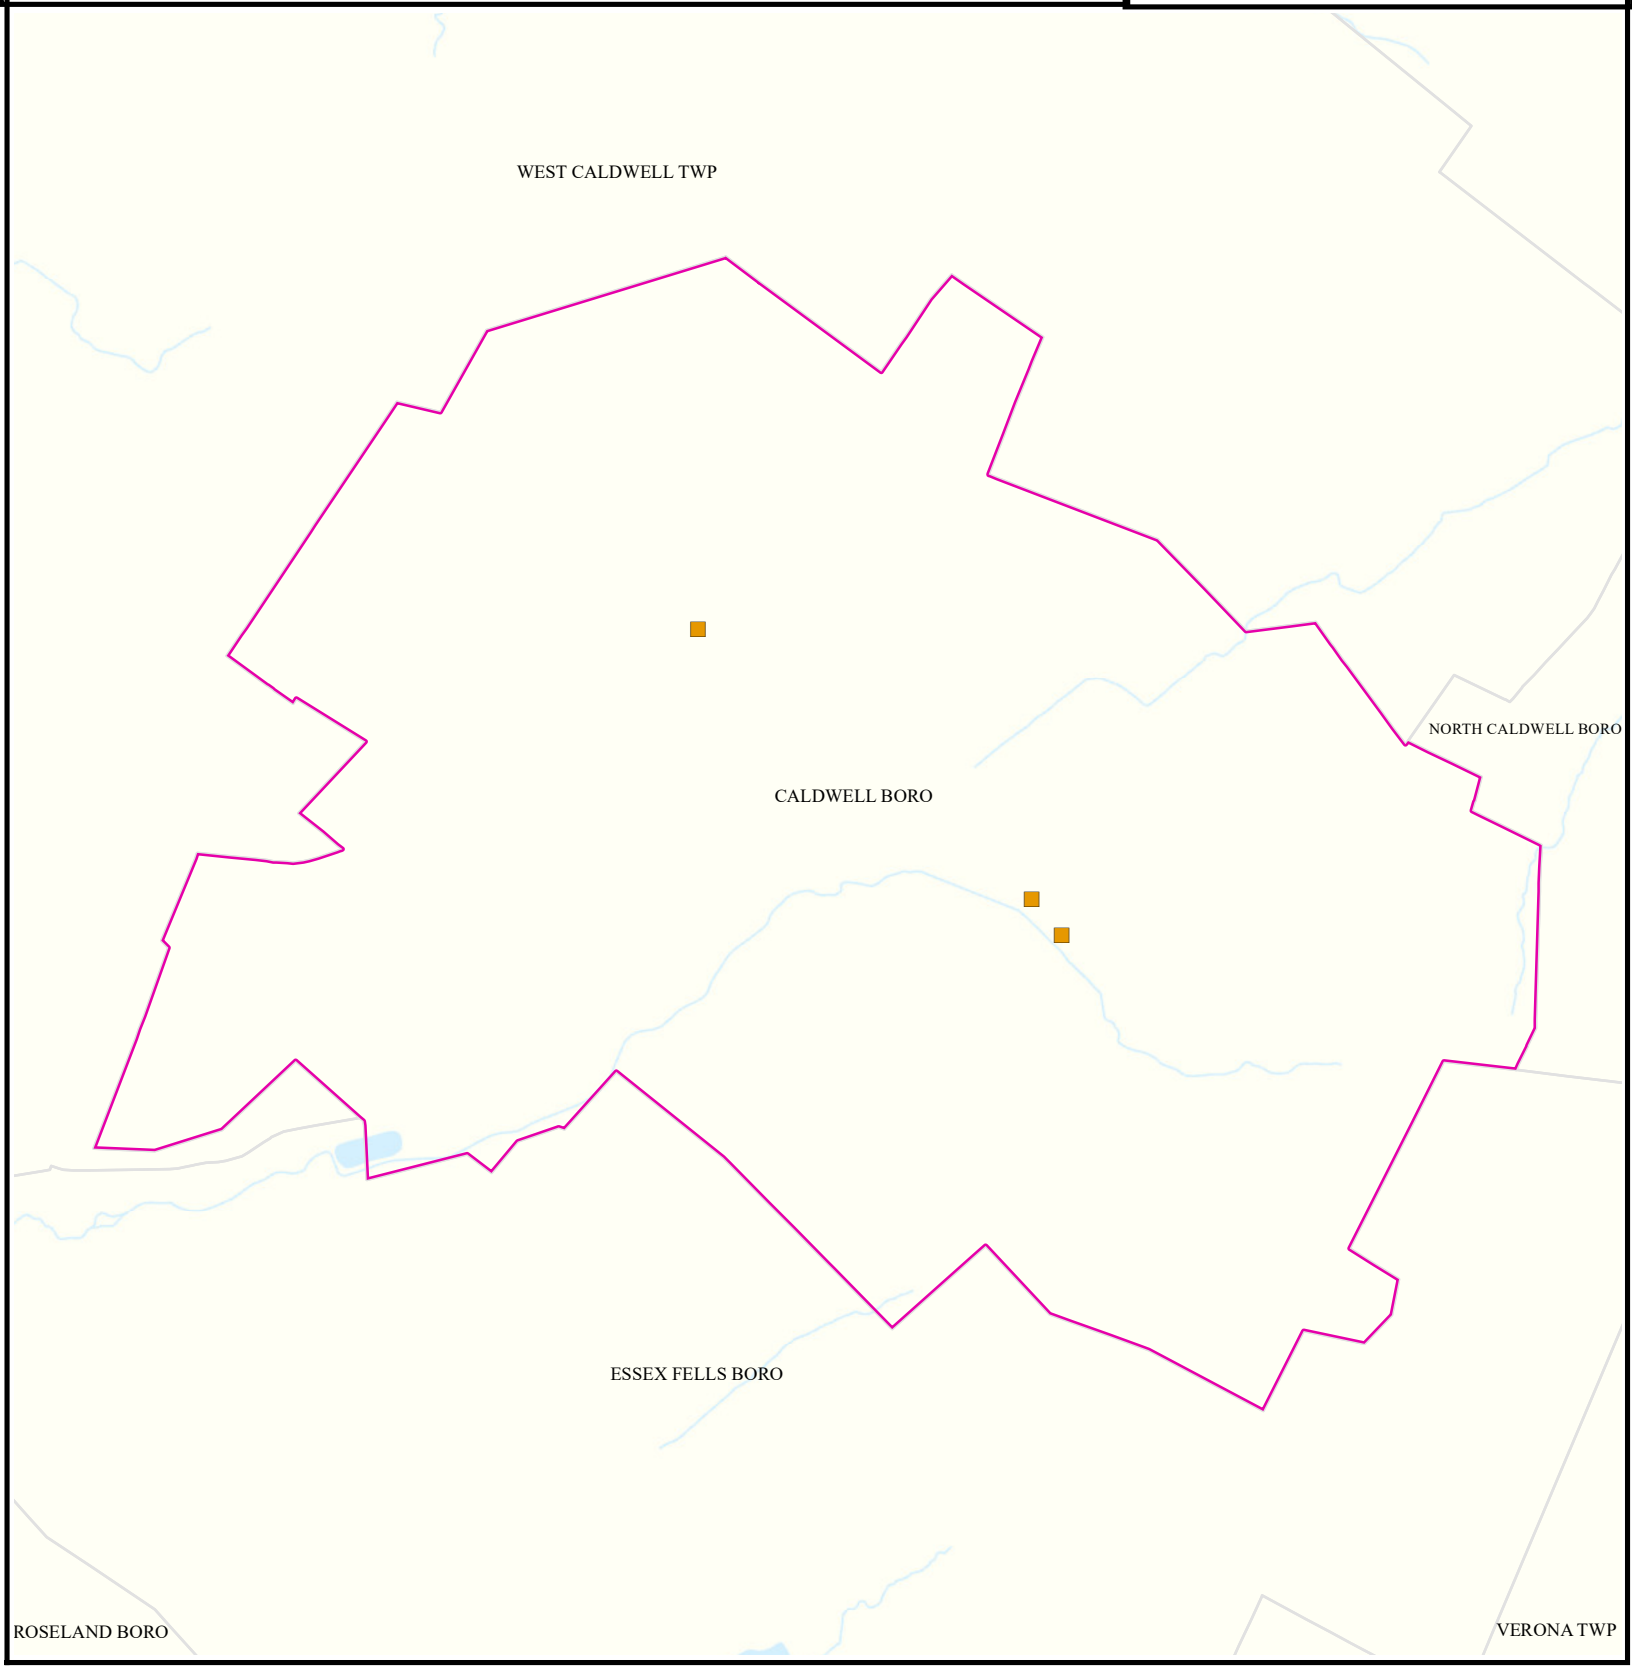 WEST CALDWELL TWP
NORTH CALDWELL BORO
CALDWELL BORO
ESSEX FELLS BORO
ROSELAND BORO
VERONA TWP